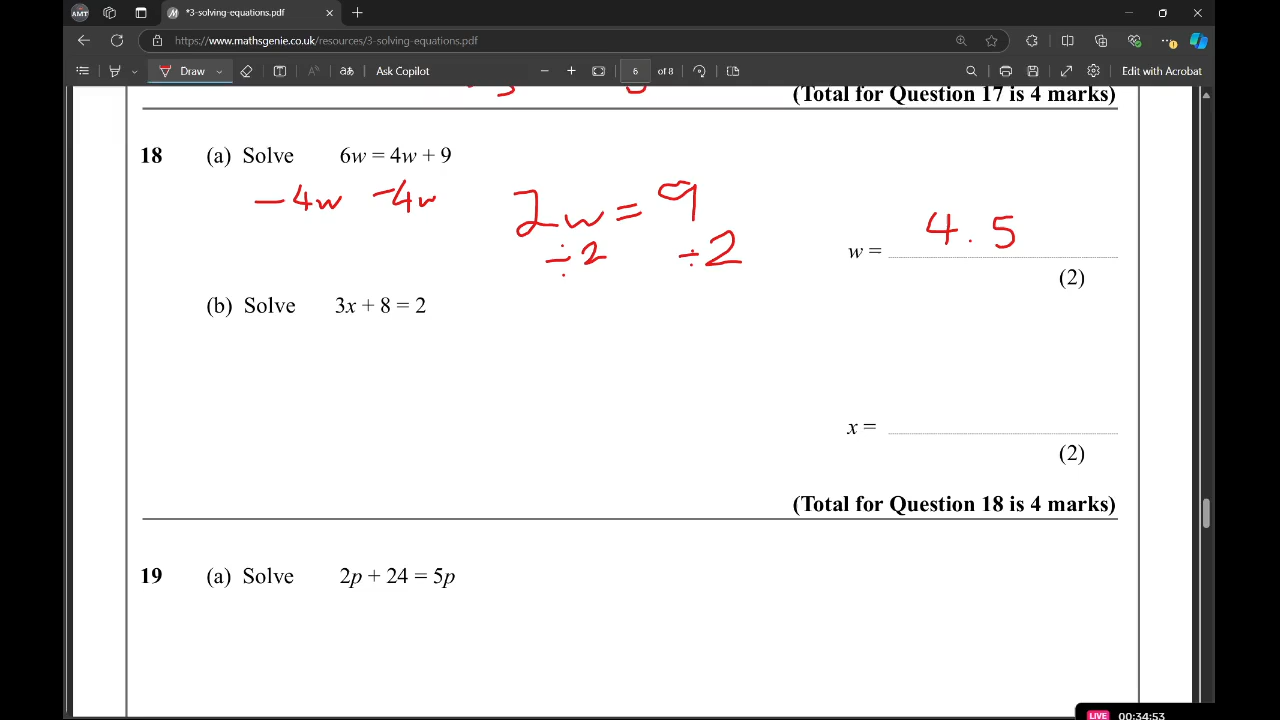 AMT
*3-solving-equations.pdf
https://www.mathsgenie.co.uk/resources/3-solving-equations.pdf
Draw
Ask Copilot
6 of 8
Edit with Acrobat
(Total for Question 17 is 4 marks)
18 (a) Solve 6w = 4w + 9
-4w -4w
2w = 9
÷2 ÷2
w = 4.5
(2)
(b) Solve 3x + 8 = 2
x =
(2)
(Total for Question 18 is 4 marks)
19 (a) Solve 2p + 24 = 5p
LIVE 00:34:53